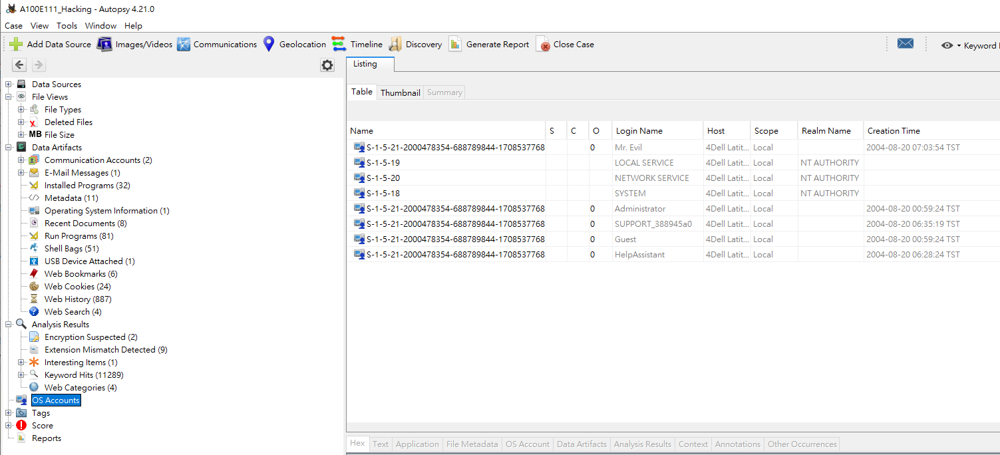 A100E111_Hacking - Autopsy 4.21.0
Case View Tools Window Help
Add Data Source Images/Videos Communications Geolocation Timeline Discovery Generate Report Close Case Keyword
Listing
Data Sources
File Views
File Types
Deleted Files
MB File Size
Data Artifacts
Communication Accounts (2)
E-Mail Messages (1)
Installed Programs (32)
Metadata (11)
Operating System Information (1)
Recent Documents (8)
Run Programs (81)
Shell Bags (51)
USB Device Attached (1)
Web Bookmarks (6)
Web Cookies (24)
Web History (887)
Web Search (4)
Analysis Results
Encryption Suspected (2)
Extension Mismatch Detected (9)
Interesting Items (1)
Keyword Hits (11289)
Web Categories (4)
OS Accounts
Tags
Score
Reports
Table Thumbnail Summary
Name S C O Login Name Host Scope Realm Name Creation Time
S-1-5-21-2000478354-688789844-1708537768 0 Mr. Evil 4Dell Latit... Local 2004-08-20 07:03:54 TST
S-1-5-19 LOCAL SERVICE 4Dell Latit... Local NT AUTHORITY
S-1-5-20 NETWORK SERVICE 4Dell Latit... Local NT AUTHORITY
S-1-5-18 SYSTEM 4Dell Latit... Local NT AUTHORITY
S-1-5-21-2000478354-688789844-1708537768 0 Administrator 4Dell Latit... Local 2004-08-20 00:59:24 TST
S-1-5-21-2000478354-688789844-1708537768 0 SUPPORT_388945a0 4Dell Latit... Local 2004-08-20 06:35:19 TST
S-1-5-21-2000478354-688789844-1708537768 0 Guest 4Dell Latit... Local 2004-08-20 00:59:24 TST
S-1-5-21-2000478354-688789844-1708537768 0 HelpAssistant 4Dell Latit... Local 2004-08-20 06:28:24 TST
Hex Text Application File Metadata OS Account Data Artifacts Analysis Results Context Annotations Other Occurrences